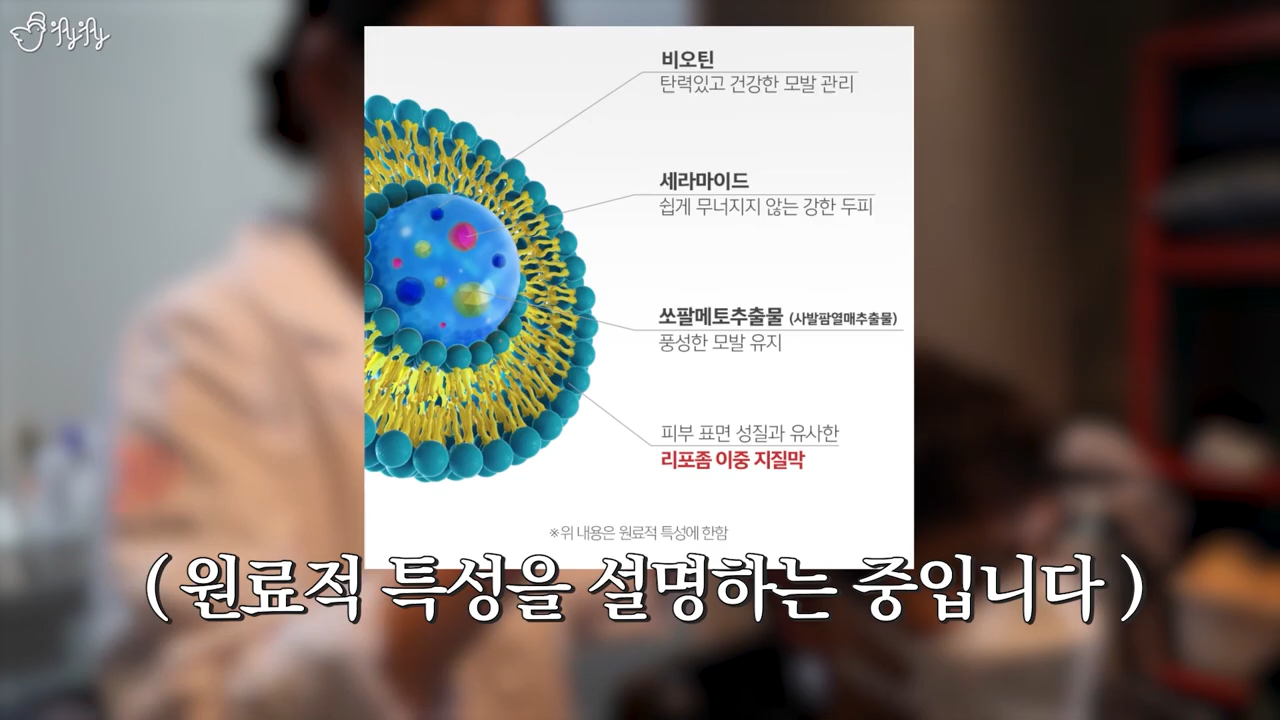 비오틴
탄력있고 건강한 모발 관리
세라마이드
쉽게 무너지지 않는 강한 두피
쏘팔메토추출물 (사발팜열매추출물)
풍성한 모발 유지
피부 표면 성질과 유사한
리포좀 이중 지질막
※위 내용은 원료적 특성에 한함
( 원료적 특성을 설명하는 중입니다 )